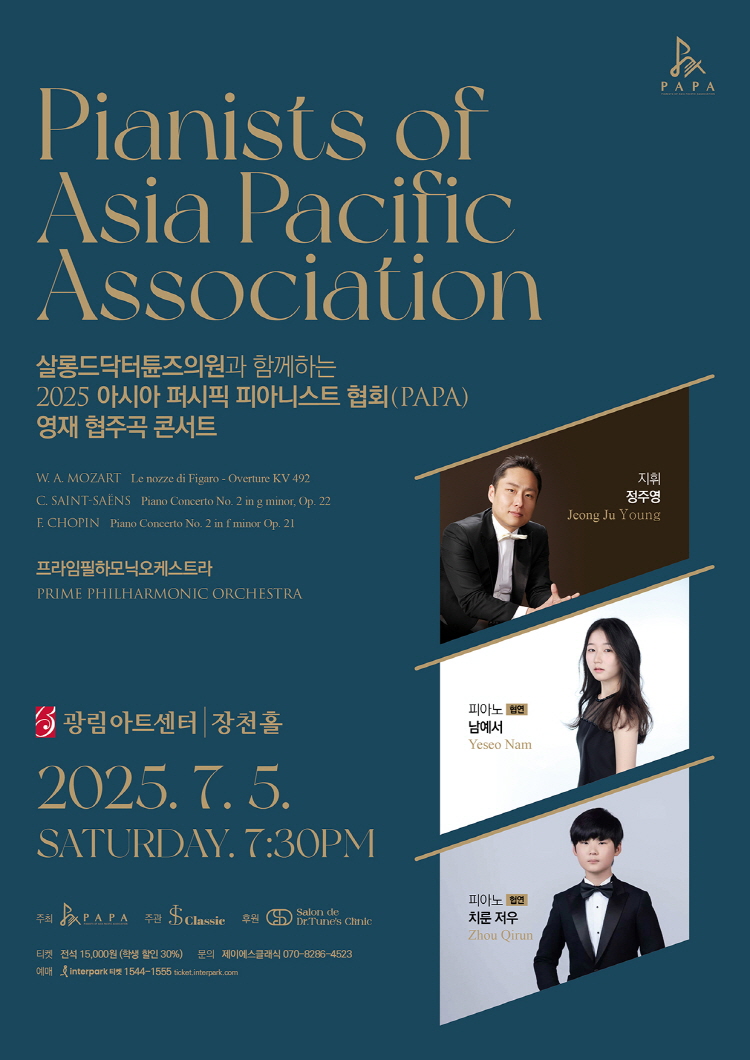 PAPA
Pianists of
Asia Pacific
Association
살롱드닥터튠즈의원과 함께하는
2025 아시아 퍼시픽 피아니스트 협회(PAPA)
영재 협주곡 콘서트
W. A. MOZART Le nozze di Figaro - Overture KV 492
C. SAINT-SAËNS Piano Concerto No. 2 in g minor, Op. 22
F. CHOPIN Piano Concerto No. 2 in f minor Op. 21
프라임필하모닉오케스트라
PRIME PHILHARMONIC ORCHESTRA
지휘
정주영
Jeong Ju Young
피아노 협연
남예서
Yeseo Nam
피아노 협연
치룬 저우
Zhou Qirun
광림아트센터|장천홀
2025. 7. 5.
SATURDAY. 7:30PM
주최 PAPA 주관 JS Classic 후원 Salon de
Dr.Tune's Clinic
티켓 전석 15,000원 (학생 할인 30%) 문의 제이에스클래식 070-8286-4523
예매 interpark 티켓 1544-1555 ticket.interpark.com